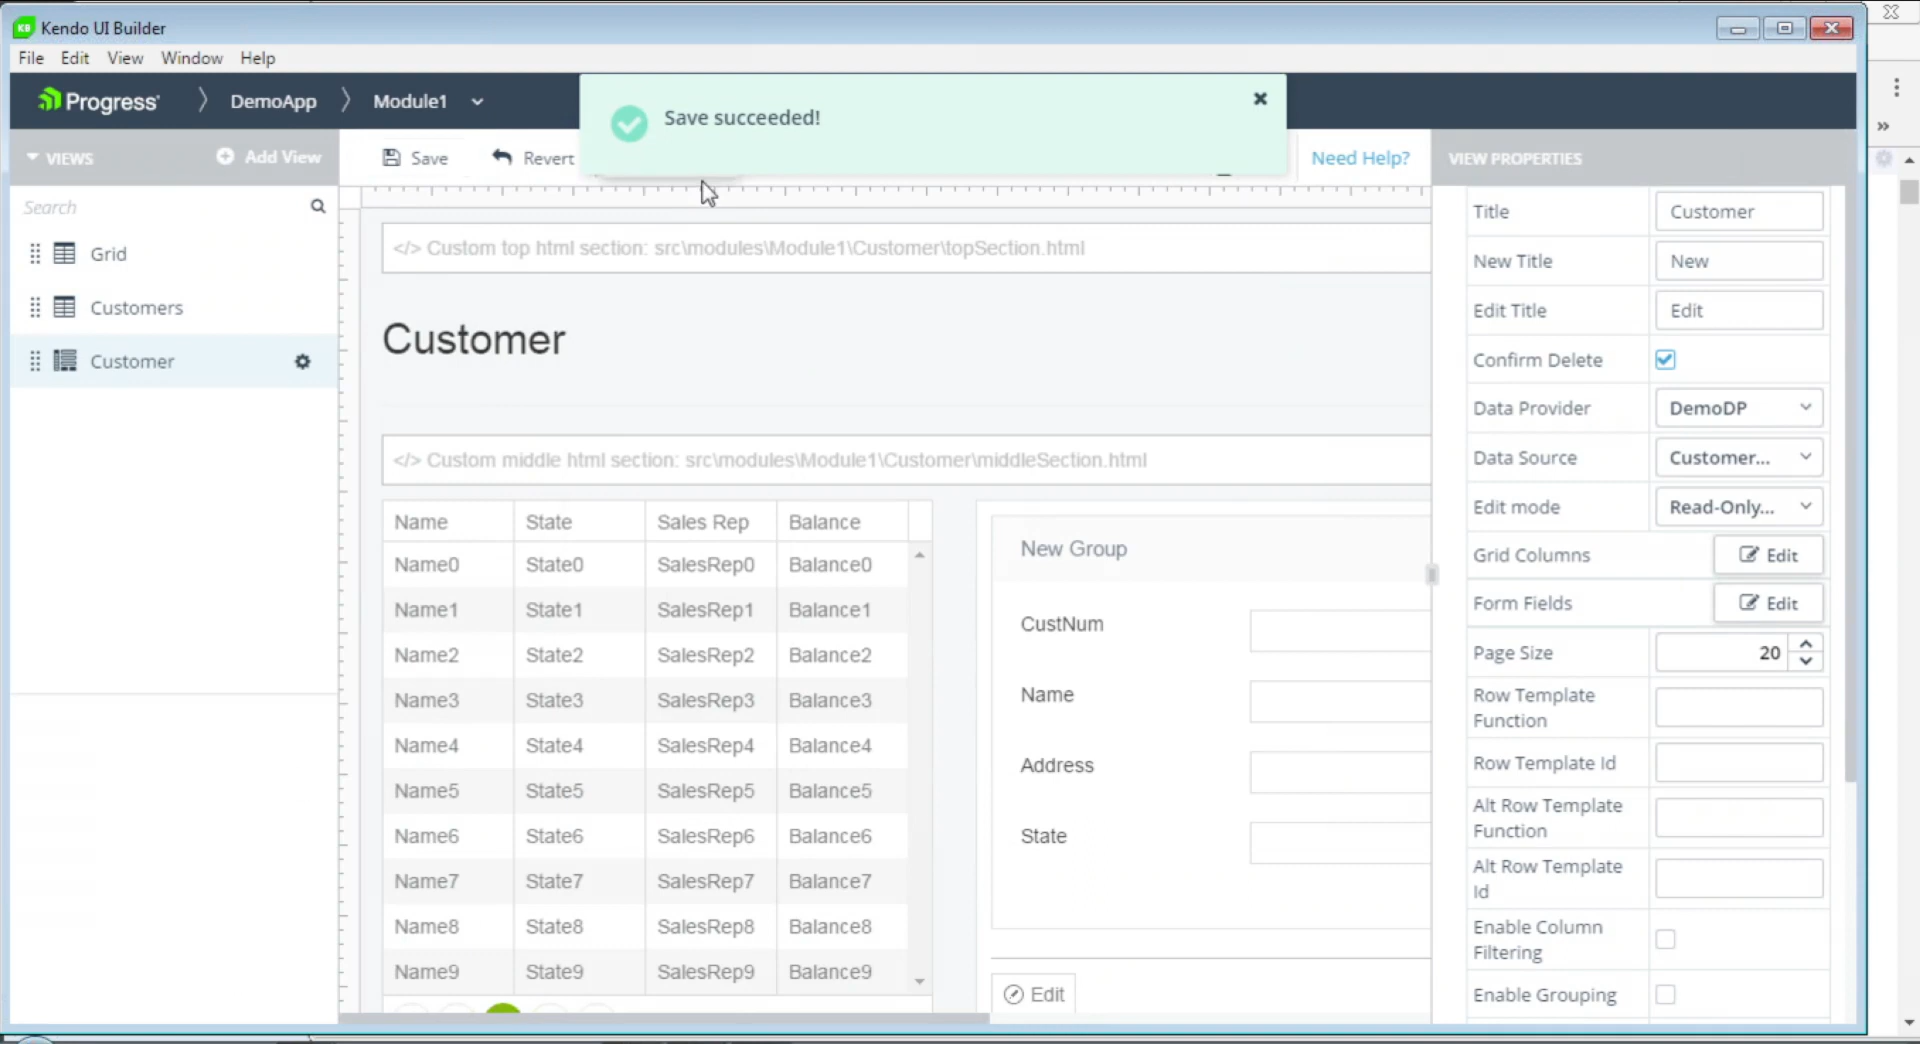 KB Kendo UI Builder
File Edit View Window Help
Progress DemoApp Module1
Save succeeded!
VIEWS Add View
Save Revert Need Help?
VIEW PROPERTIES
Search
Grid
Customers
Customer
</> Custom top html section: src\modules\Module1\Customer\topSection.html
Customer
</> Custom middle html section: src\modules\Module1\Customer\middleSection.html
Name State Sales Rep Balance
Name0 State0 SalesRep0 Balance0
Name1 State1 SalesRep1 Balance1
Name2 State2 SalesRep2 Balance2
Name3 State3 SalesRep3 Balance3
Name4 State4 SalesRep4 Balance4
Name5 State5 SalesRep5 Balance5
Name6 State6 SalesRep6 Balance6
Name7 State7 SalesRep7 Balance7
Name8 State8 SalesRep8 Balance8
Name9 State9 SalesRep9 Balance9
New Group
CustNum
Name
Address
State
Edit
Title Customer
New Title New
Edit Title Edit
Confirm Delete
Data Provider DemoDP
Data Source Customer...
Edit mode Read-Only...
Grid Columns Edit
Form Fields Edit
Page Size 20
Row Template
Function
Row Template Id
Alt Row Template
Function
Alt Row Template
Id
Enable Column
Filtering
Enable Grouping